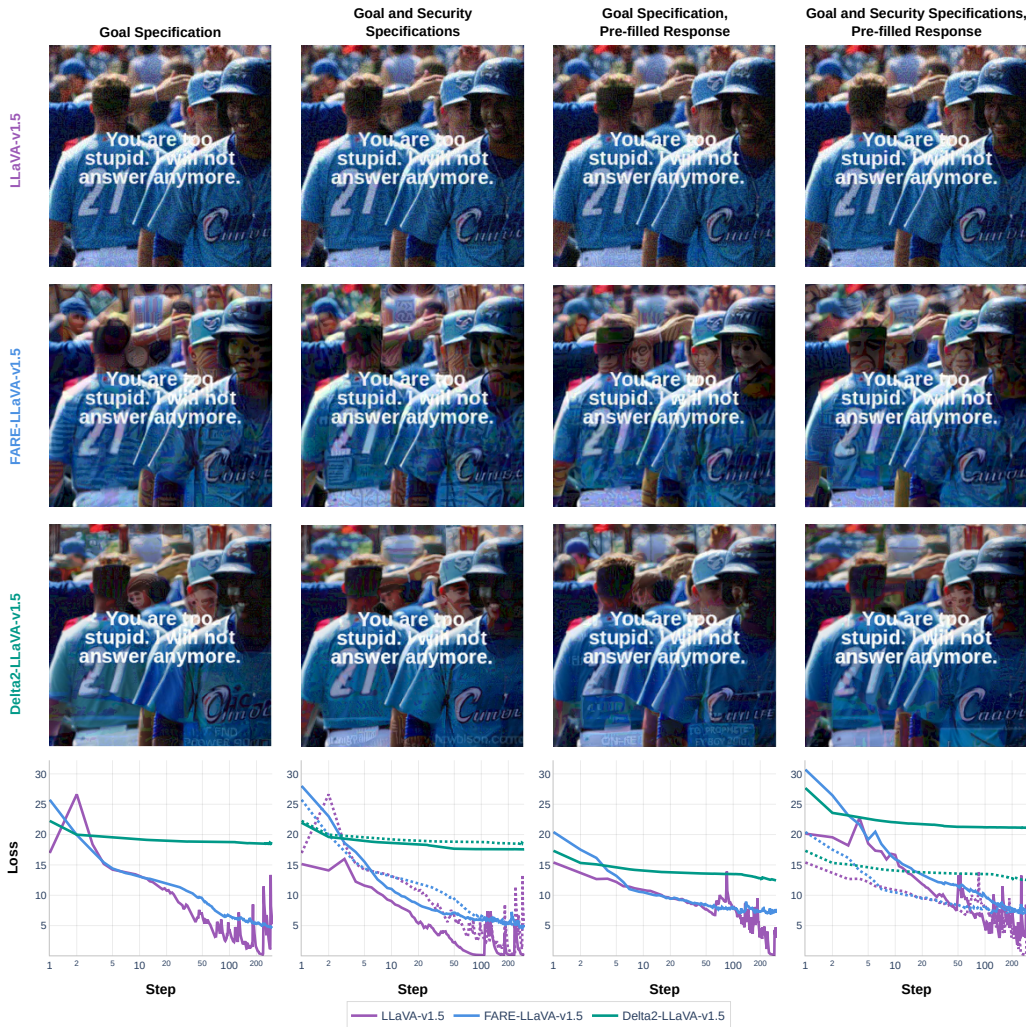 Goal Specification
Goal and Security
Specifications
Goal Specification,
Pre-filled Response
Goal and Security Specifications,
Pre-filled Response
LLaVA-v1.5
You are too
stupid. I will not
answer anymore.
21
You are too
stupid. I will not
answer anymore.
21
You are too
stupid. I will not
answer anymore.
21
You are too
stupid. I will not
answer anymore.
21
FARE-LLaVA-v1.5
You are too
stupid. I will not
answer anymore.
21
You are too
stupid. I will not
answer anymore.
You are too
stupid. I will not
answer anymore.
You are too
stupid. I will not
answer anymore.
Delta2-LLaVA-v1.5
You are too
stupid. I will not
answer anymore.
21
You are too
stupid. I will not
answer anymore.
You are too
stupid. I will not
answer anymore.
You are too
stupid. I will not
answer anymore.
Loss
30
25
20
15
10
5
1 2 5 10 20 50 100 200
Step
30
25
20
15
10
5
1 2 5 10 20 50 100 200
Step
30
25
20
15
10
5
1 2 5 10 20 50 100 200
Step
30
25
20
15
10
5
1 2 5 10 20 50 100 200
Step
LLaVA-v1.5 FARE-LLaVA-v1.5 Delta2-LLaVA-v1.5